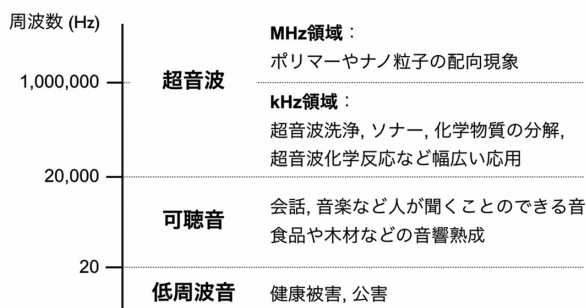 周波数 (Hz)
MHz領域：
ポリマーやナノ粒子の配向現象
1,000,000
超音波
kHz領域：
超音波洗浄, ソナー, 化学物質の分解,
超音波化学反応など幅広い応用
20,000
会話, 音楽など人が聞くことのできる音
可聴音
食品や木材などの音響熟成
20
低周波音
健康被害, 公害